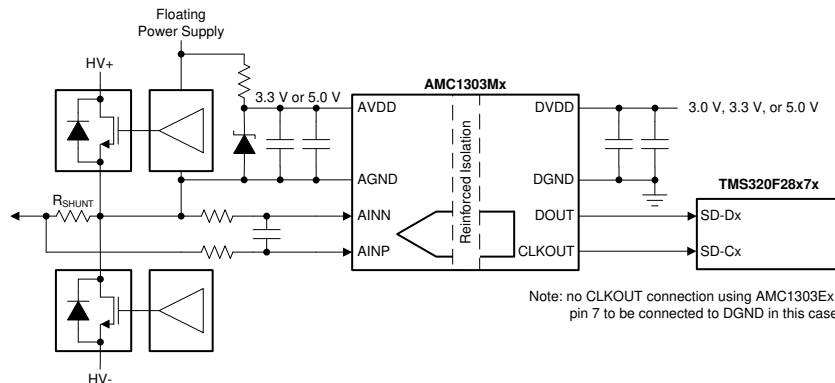 Floating
Power Supply
HV+
3.3 V or 5.0 V
AMC1303Mx
AVDD
DVDD
3.0 V, 3.3 V, or 5.0 V
Reinforced Isolation
AGND
DGND
TMS320F28x7x
RSHUNT
AINN
DOUT
SD-Dx
AINP
CLKOUT
SD-Cx
Note: no CLKOUT connection using AMC1303Ex
pin 7 to be connected to DGND in this case
HV-